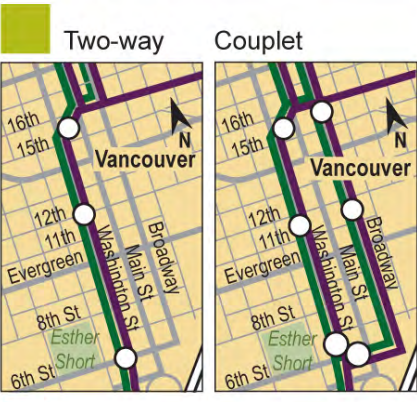 Two-way
Couplet
16th
15th
N
Vancouver
12th
11th
Evergreen
Washington St
Main St
Broadway
8th St
Esther
Short
6th St
16th
15th
N
Vancouver
12th
11th
Evergreen
Washington St
Main St
Broadway
8th St
Esther
Short
6th St